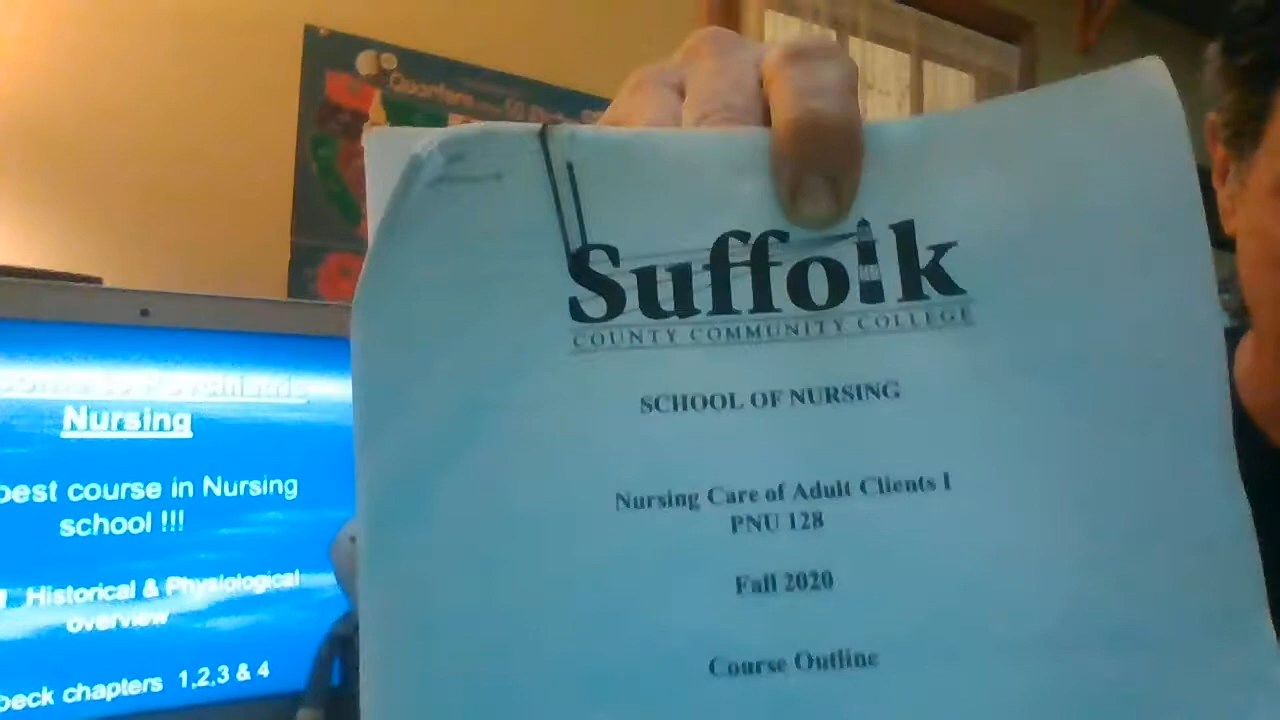 Suffolk
COUNTY COMMUNITY COLLEGE
SCHOOL OF NURSING
Nursing Care of Adult Clients I
PNU 128
Fall 2020
Course Outline
Nursing
best course in Nursing
school !!!
Historical & Physiological
overview
chapters 1,2,3 & 4